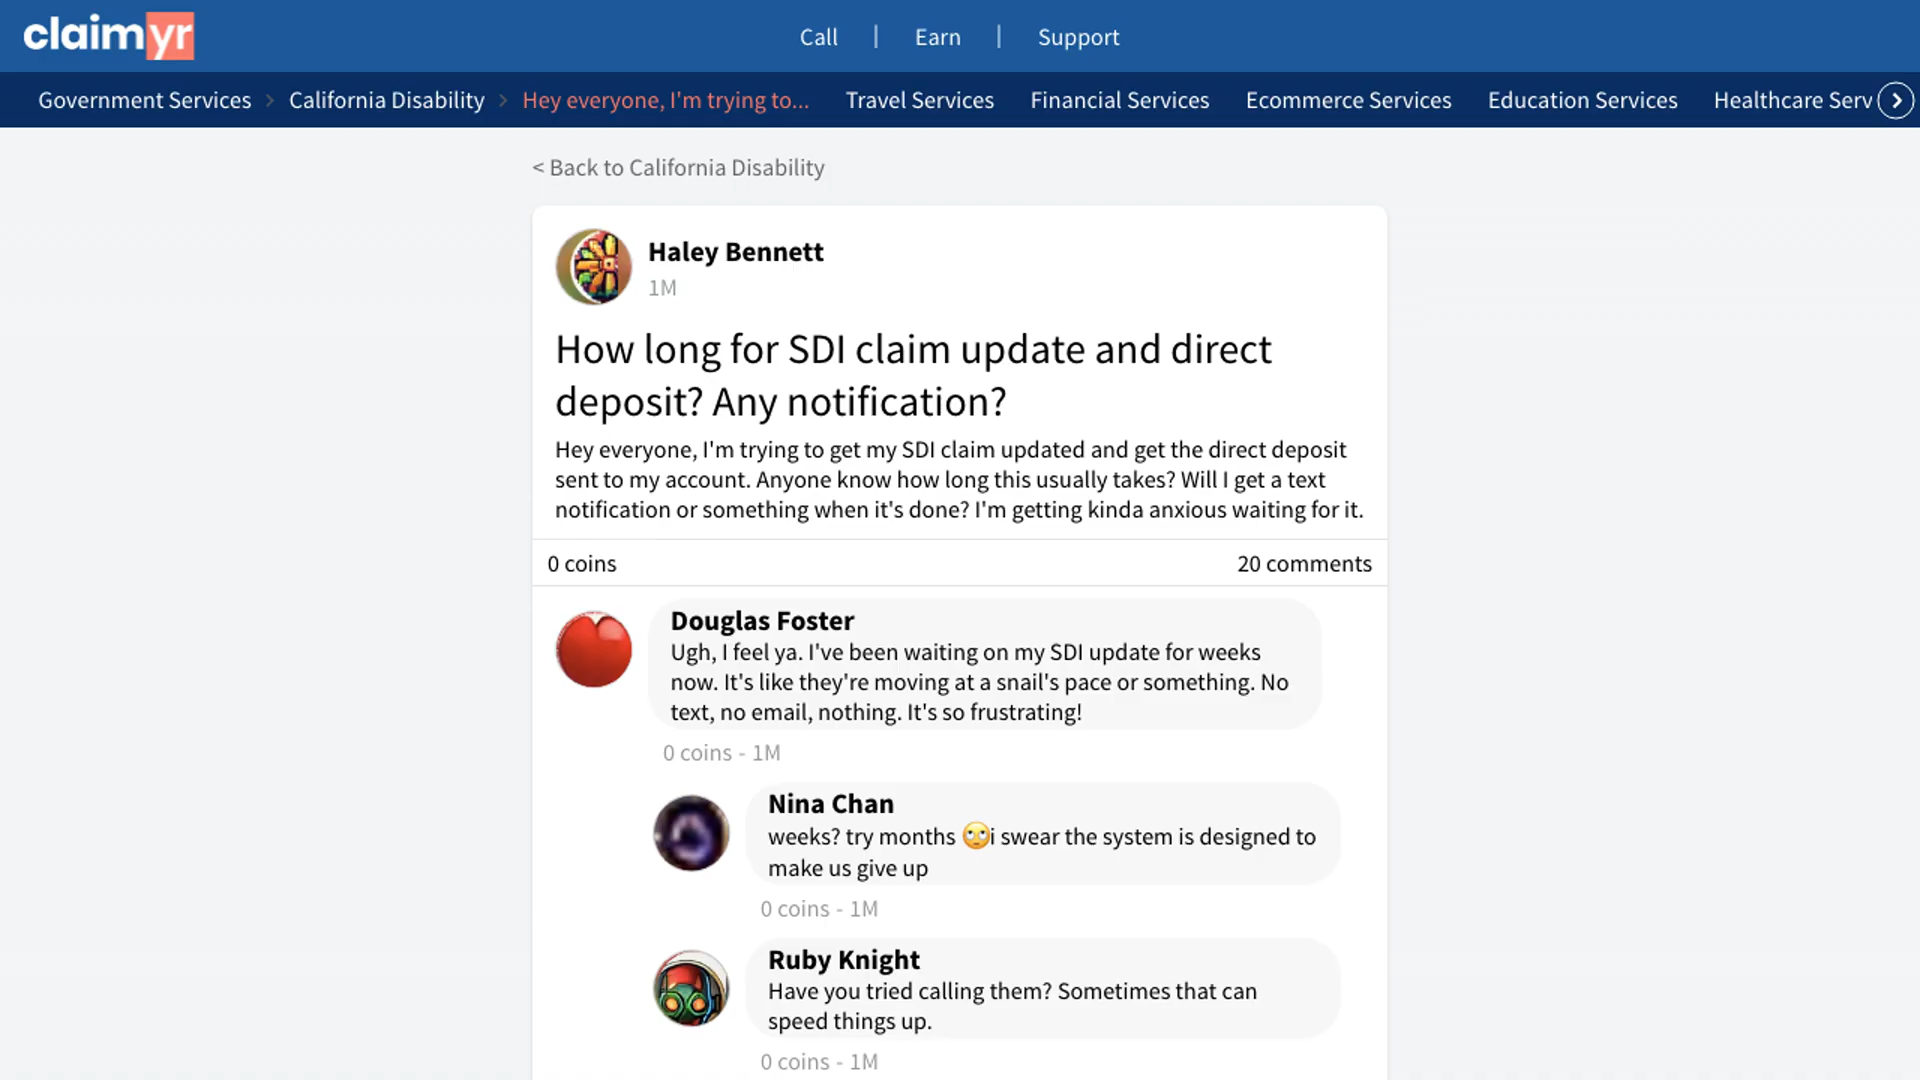 claimyr
Call | Earn | Support
Government Services > California Disability > Hey everyone, I'm trying to... Travel Services Financial Services Ecommerce Services Education Services Healthcare Serv
< Back to California Disability
Haley Bennett
1M
How long for SDI claim update and direct
deposit? Any notification?
Hey everyone, I'm trying to get my SDI claim updated and get the direct deposit
sent to my account. Anyone know how long this usually takes? Will I get a text
notification or something when it's done? I'm getting kinda anxious waiting for it.
0 coins 20 comments
Douglas Foster
Ugh, I feel ya. I've been waiting on my SDI update for weeks
now. It's like they're moving at a snail's pace or something. No
text, no email, nothing. It's so frustrating!
0 coins - 1M
Nina Chan
weeks? try months 🙄i swear the system is designed to
make us give up
0 coins - 1M
Ruby Knight
Have you tried calling them? Sometimes that can
speed things up.
0 coins - 1M